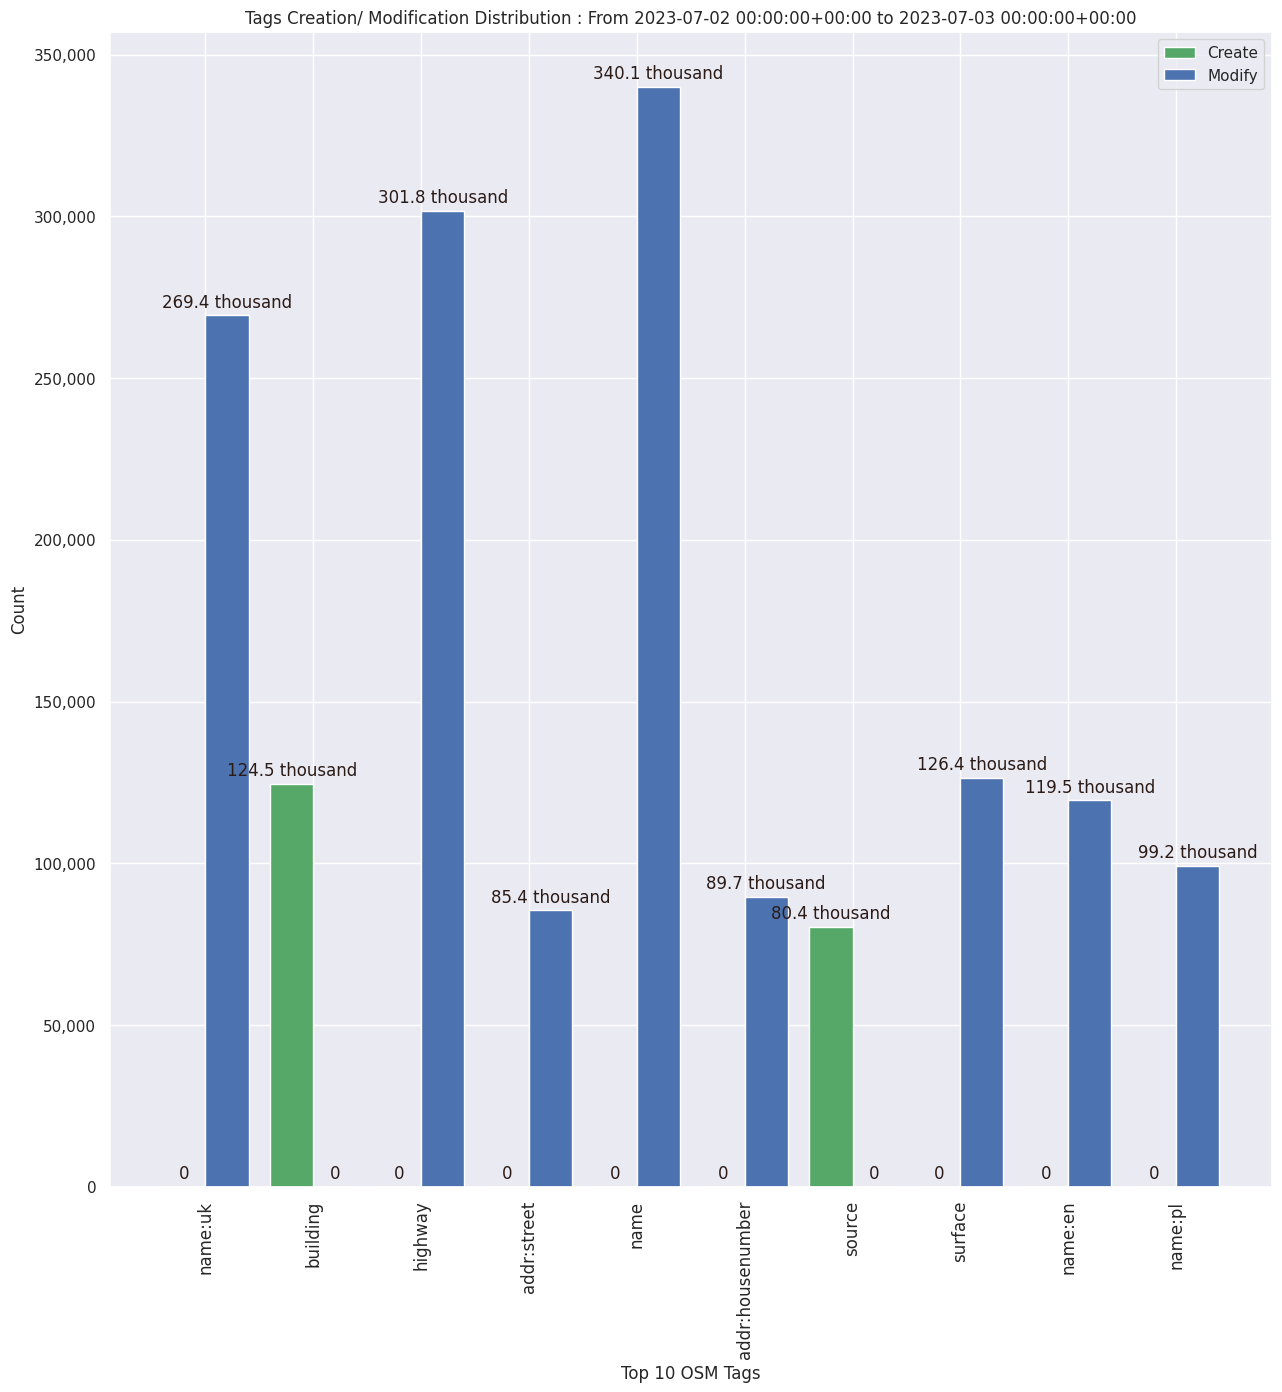 Tags Creation/ Modification Distribution : From 2023-07-02 00:00:00+00:00 to 2023-07-03 00:00:00+00:00
Create
Modify
350,000
300,000
250,000
200,000
150,000
100,000
50,000
0
Count
340.1 thousand
301.8 thousand
269.4 thousand
124.5 thousand
126.4 thousand
119.5 thousand
99.2 thousand
85.4 thousand
89.7 thousand
80.4 thousand
0
0
0
0
0
0
0
0
0
0
name:uk
building
highway
addr:street
name
addr:housenumber
source
surface
name:en
name:pl
Top 10 OSM Tags